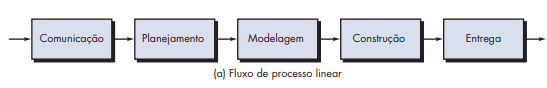 Comunicação Planejamento Modelagem Construção Entrega
(a) Fluxo de processo linear